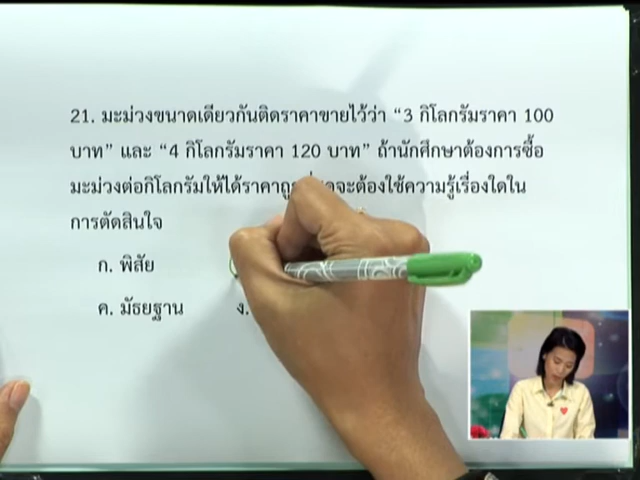 21. มะม่วงขนาดเดียวกันติดราคาขายไว้ว่า “3 กิโลกรัมราคา 100
บาท” และ “4 กิโลกรัมราคา 120 บาท” ถ้านักศึกษาต้องการซื้อ
มะม่วงต่อกิโลกรัมให้ได้ราคาถูก จะต้องใช้ความรู้เรื่องใดใน
การตัดสินใจ
ก. พิสัย
ค. มัธยฐาน ง.